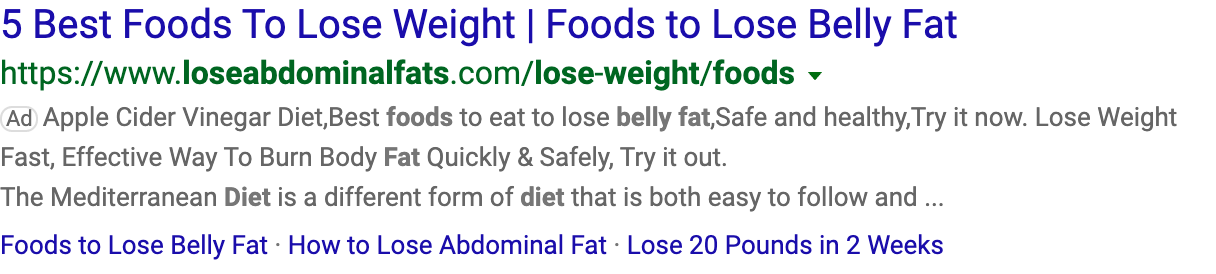 5 Best Foods To Lose Weight | Foods to Lose Belly Fat
https://www.loseabdominalfats.com/lose-weight/foods
Ad Apple Cider Vinegar Diet,Best foods to eat to lose belly fat,Safe and healthy,Try it now. Lose Weight
Fast, Effective Way To Burn Body Fat Quickly & Safely, Try it out.
The Mediterranean Diet is a different form of diet that is both easy to follow and ...
Foods to Lose Belly Fat · How to Lose Abdominal Fat · Lose 20 Pounds in 2 Weeks